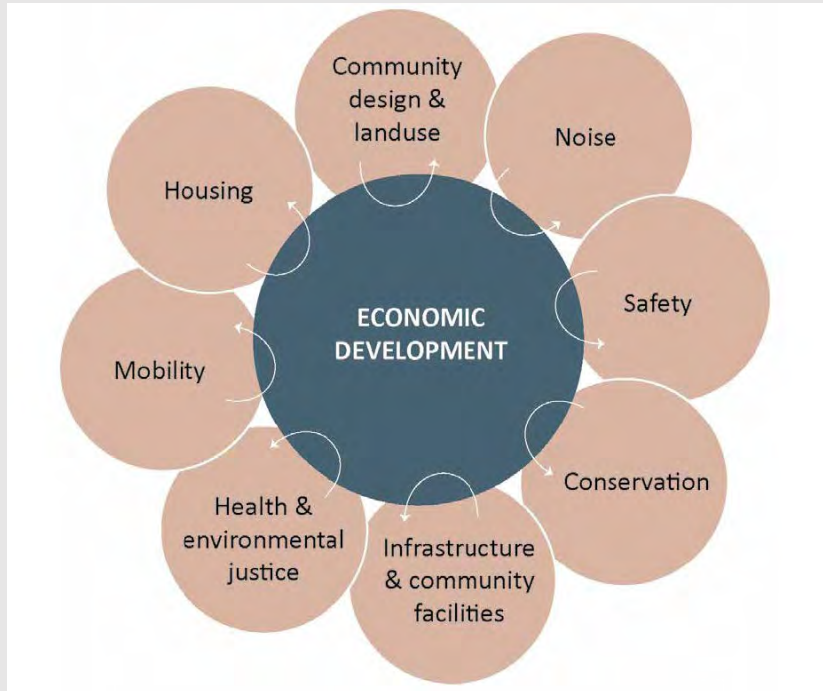 Community
design &
landuse
Noise
Housing
Safety
ECONOMIC
DEVELOPMENT
Mobility
Conservation
Health &
environmental
justice
Infrastructure
& community
facilities